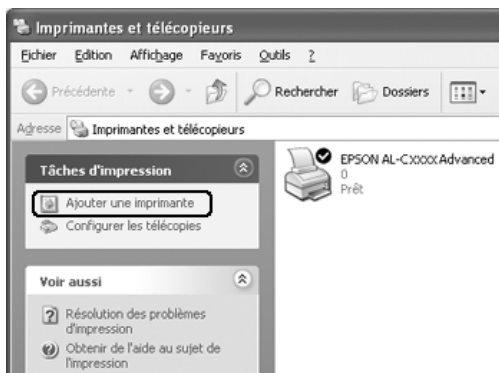 Imprimantes et télécopieurs
Fichier Edition Affichage Favoris Outils ?
Précédente Rechercher Dossiers
Adresse Imprimantes et télécopieurs
Tâches d'impression
Ajouter une imprimante
Configurer les télécopies
Voir aussi
Résolution des problèmes
d'impression
Obtenir de l'aide au sujet de
l'impression
EPSON AL-CXXXX Advanced
0
Prêt